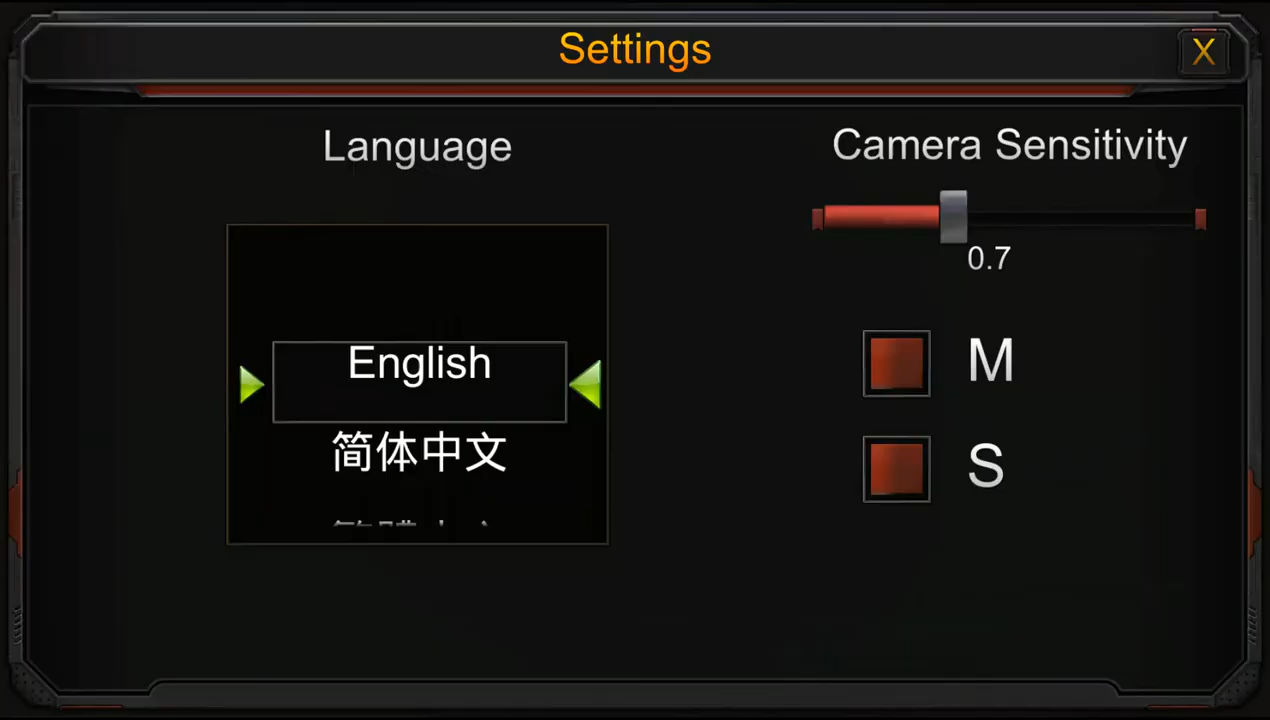 Settings
X
Language
Camera Sensitivity
0.7
English
M
简体中文
S